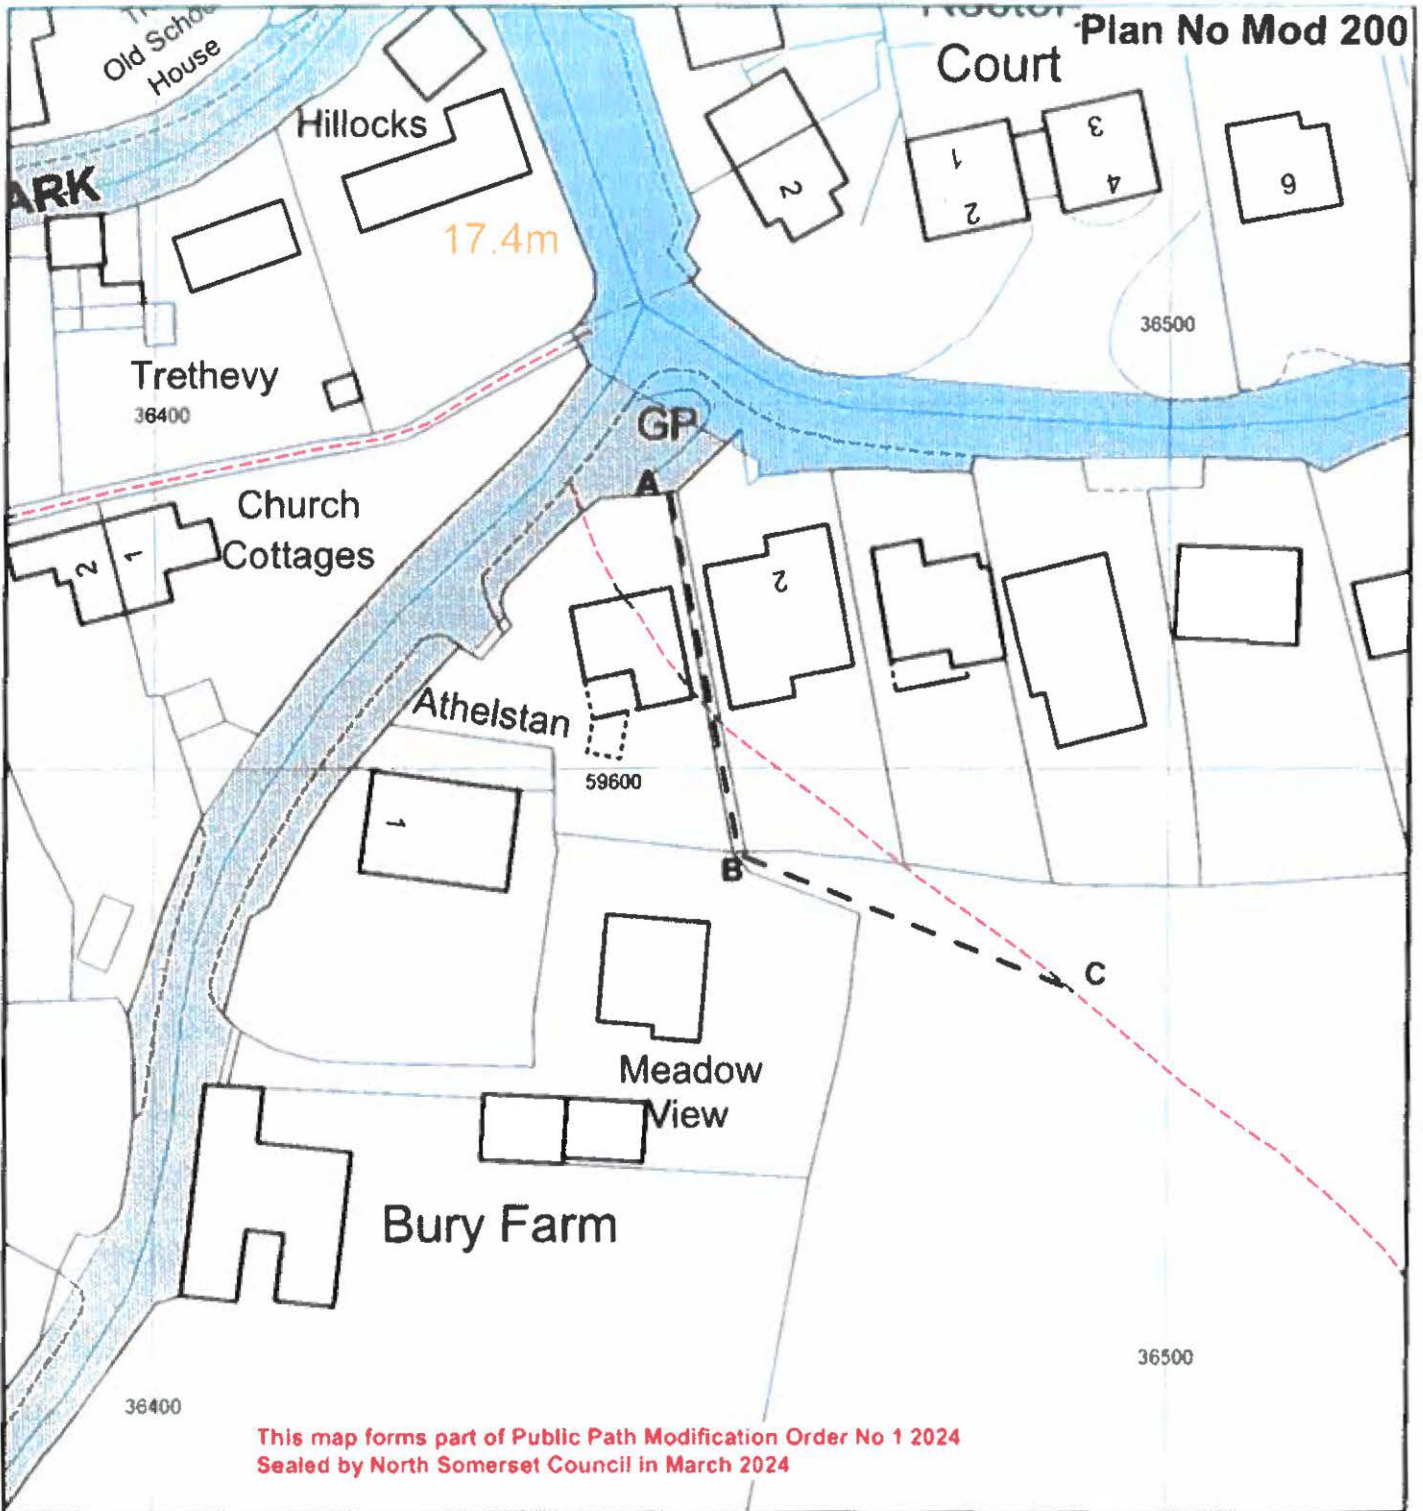 Plan No Mod 200
Old School
House
Court
Hillocks
ARK
17.4m
1
2
3
4
2
6
36500
Trethevy
36400
GP
A
Church
Cottages
2
1
2
Athelstan
59600
1
B
C
Meadow
View
Bury Farm
36500
36400
This map forms part of Public Path Modification Order No 1 2024
Sealed by North Somerset Council in March 2024